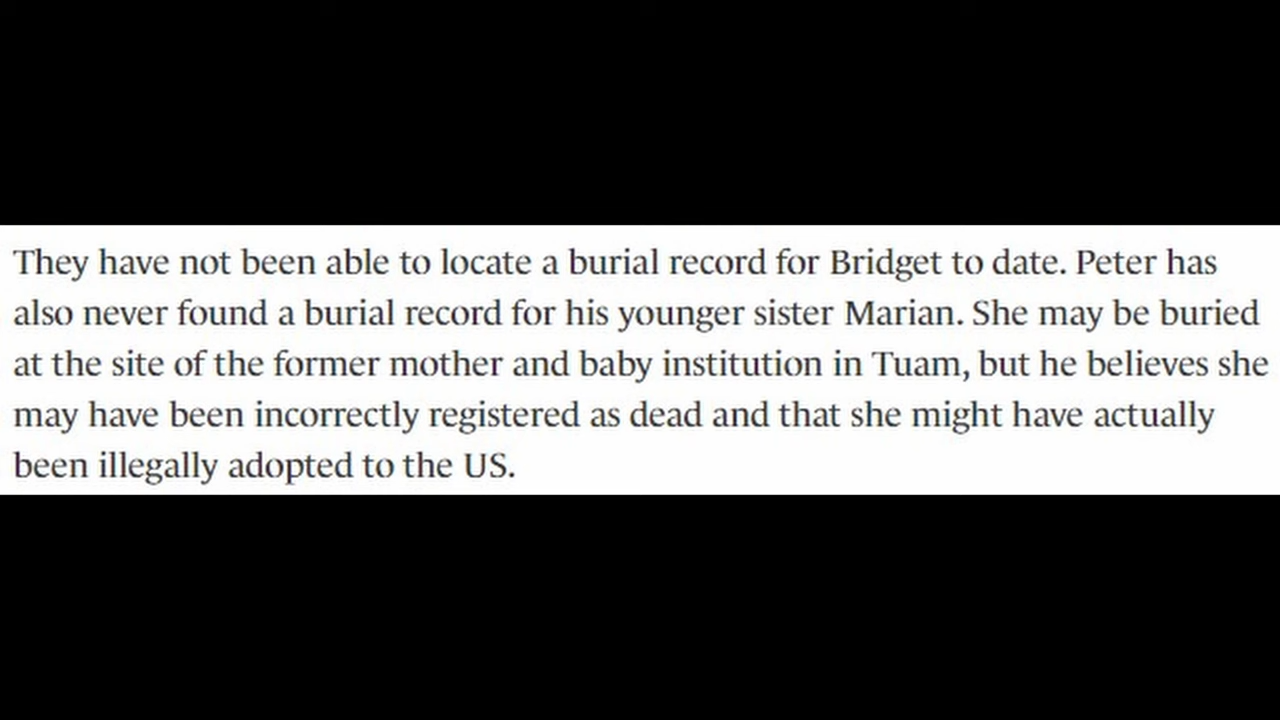 They have not been able to locate a burial record for Bridget to date. Peter has
also never found a burial record for his younger sister Marian. She may be buried
at the site of the former mother and baby institution in Tuam, but he believes she
may have been incorrectly registered as dead and that she might have actually
been illegally adopted to the US.